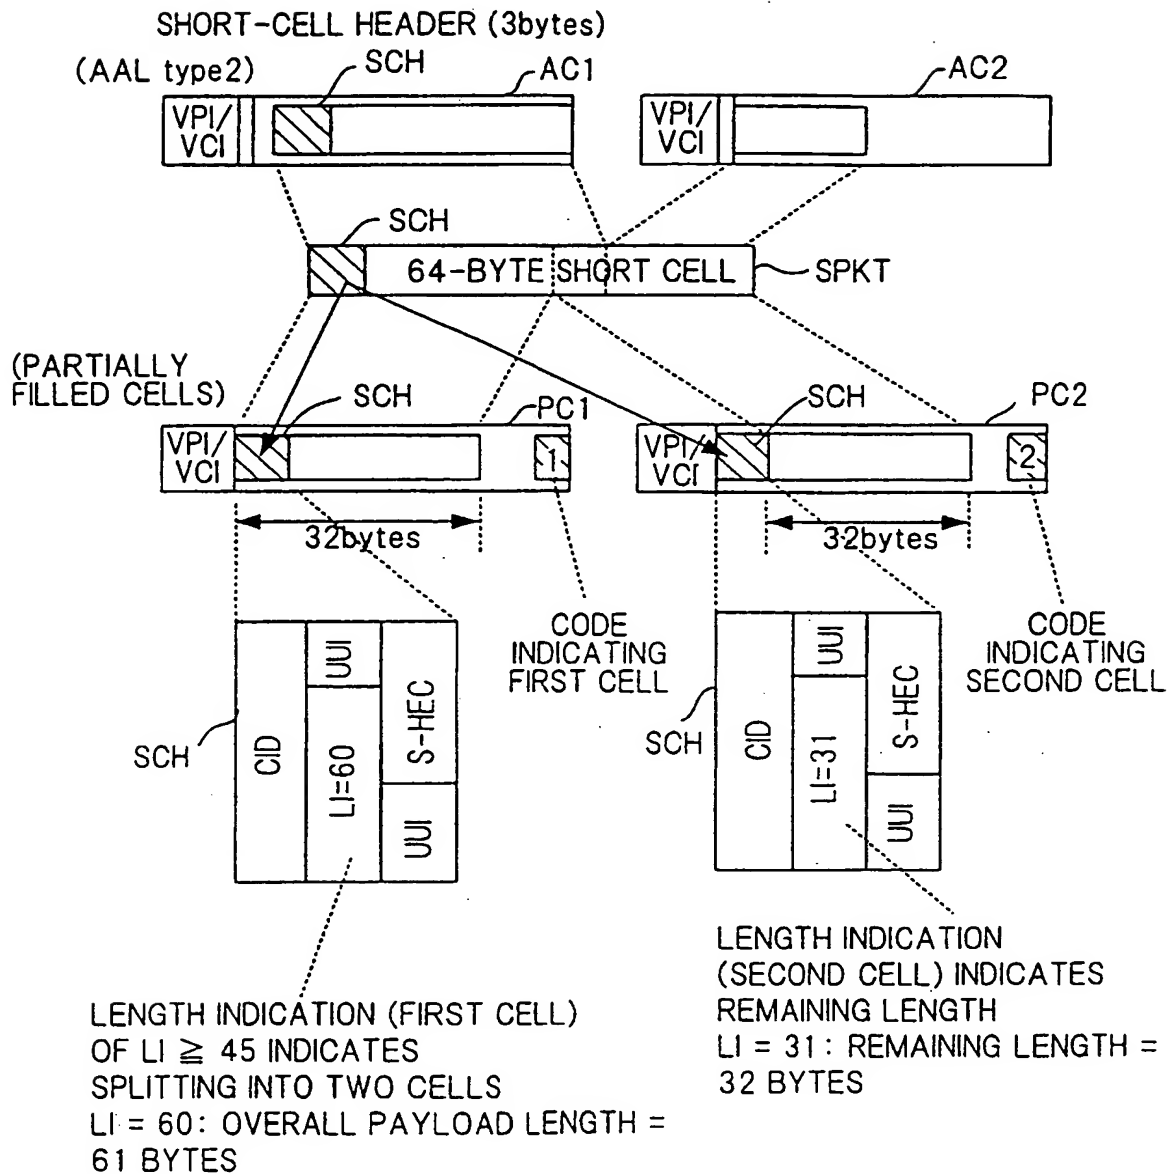 SHORT-CELL HEADER (3bytes)
(AAL type2)
SCH
AC1
AC2
VPI/
VCI
VPI/
VCI
SCH
64-BYTE SHORT CELL
SPKT
(PARTIALLY
FILLED CELLS)
SCH
PC1
SCH
PC2
VPI/
VCI
1
VPI/
VCI
2
32bytes
32bytes
CODE
INDICATING
FIRST CELL
CODE
INDICATING
SECOND CELL
SCH
CID
UUI
LI=60
S-HEC
UUI
SCH
CID
UUI
LI=31
S-HEC
UUI
LENGTH INDICATION (FIRST CELL)
OF LI ≧ 45 INDICATES
SPLITTING INTO TWO CELLS
LI = 60: OVERALL PAYLOAD LENGTH =
61 BYTES
LENGTH INDICATION
(SECOND CELL) INDICATES
REMAINING LENGTH
LI = 31: REMAINING LENGTH =
32 BYTES